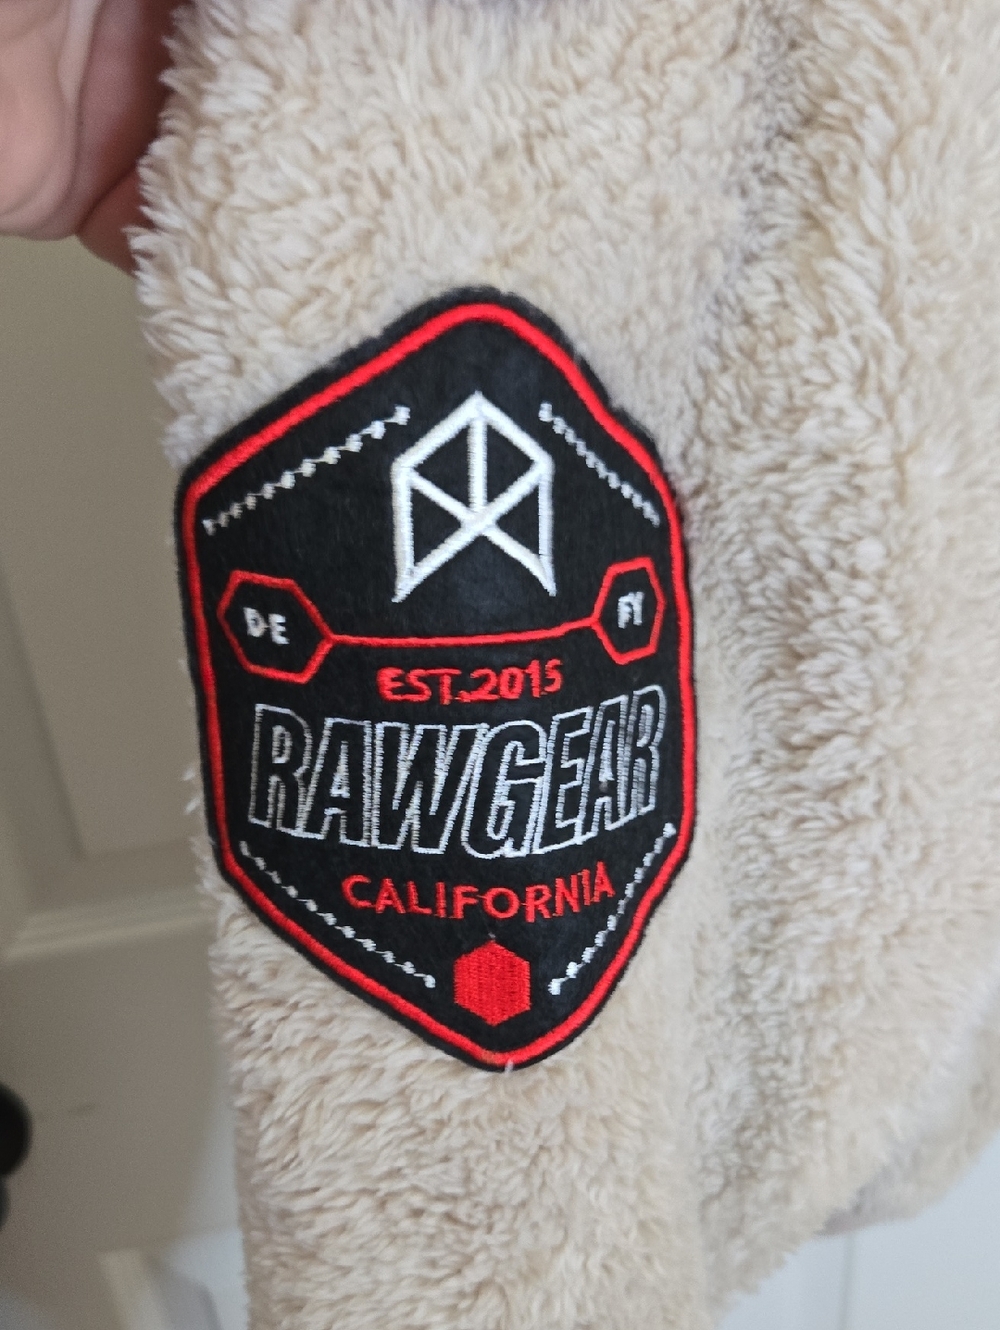 DE
FY
EST.2015
RAWGEAR
CALIFORNIA